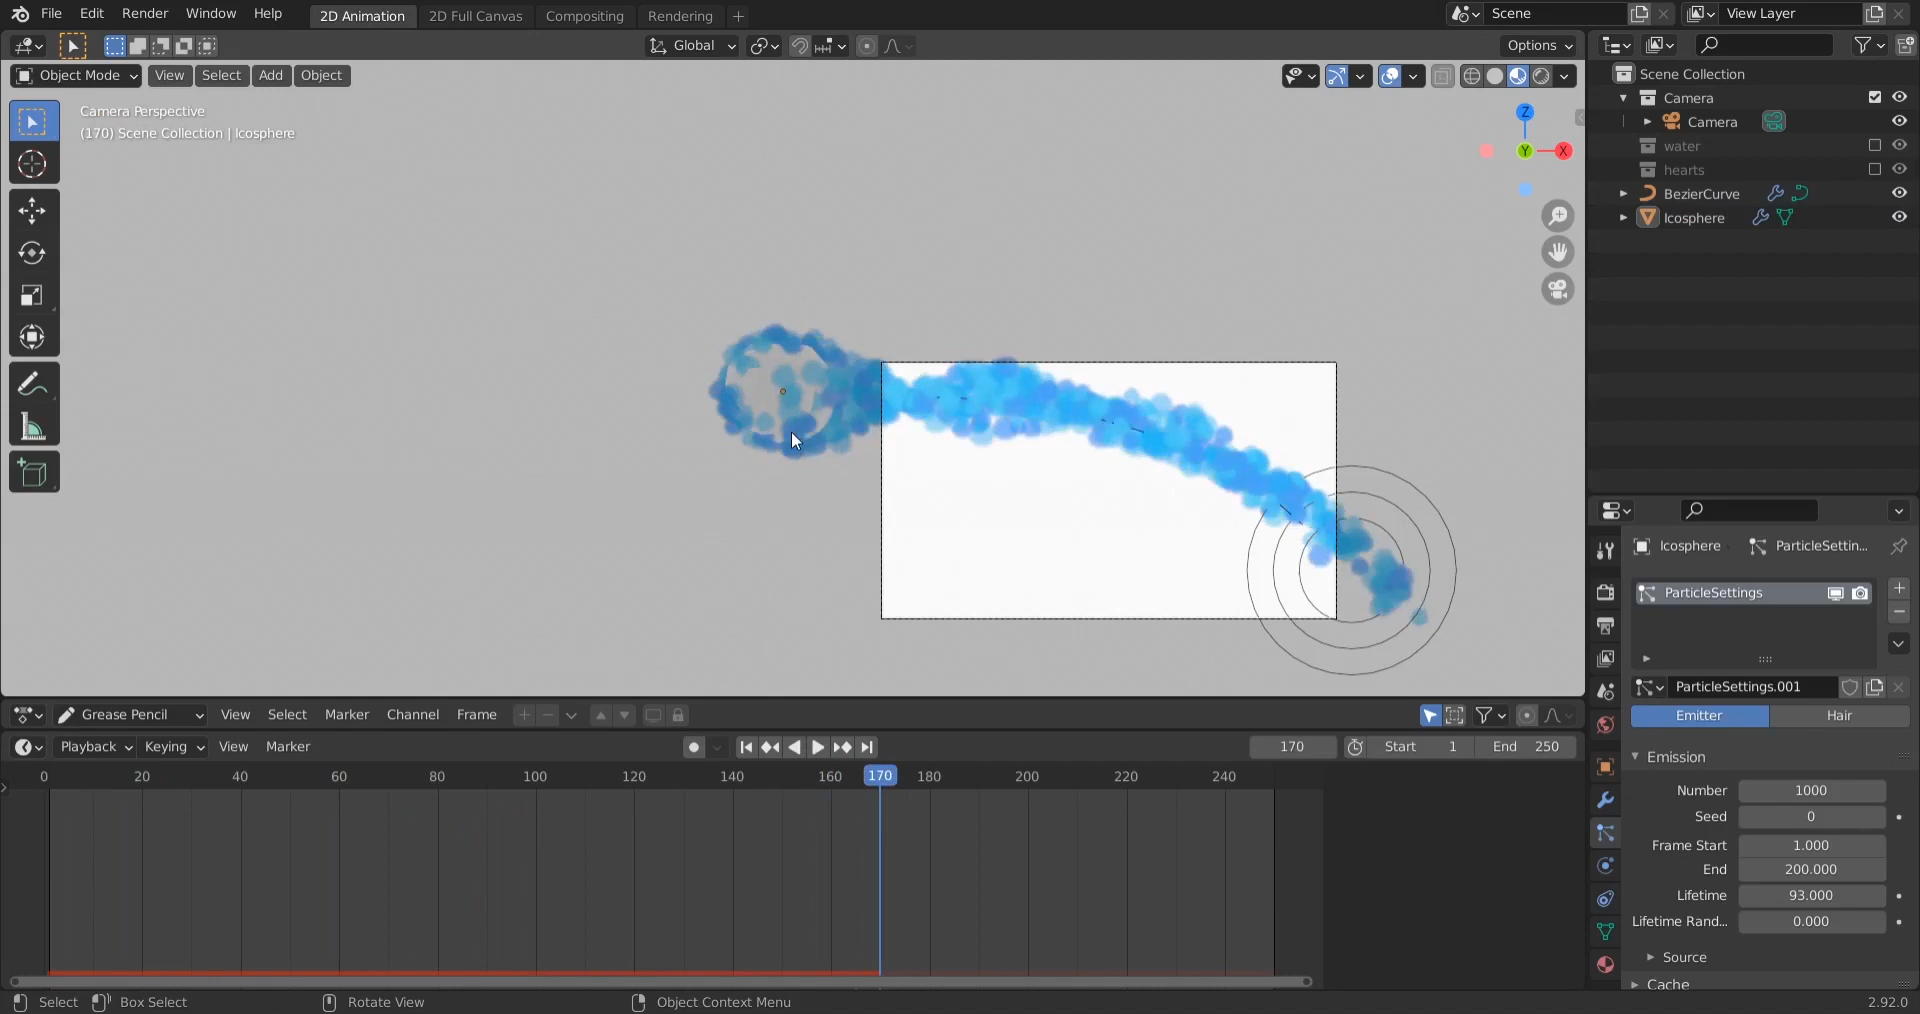 File Edit Render Window Help 2D Animation 2D Full Canvas Compositing Rendering + Scene View Layer
Global Options
Object Mode View Select Add Object
Camera Perspective
(170) Scene Collection | Icosphere
Z
Y
X
Scene Collection
Camera
Camera
water
hearts
BezierCurve
Icosphere
Icosphere ParticleSettin...
ParticleSettings
ParticleSettings.001
Emitter Hair
Emission
Number 1000
Seed 0
Frame Start 1.000
End 200.000
Lifetime 93.000
Lifetime Rand... 0.000
Source
Cache
Grease Pencil View Select Marker Channel Frame
Playback Keying View Marker 170 Start 1 End 250
0 20 40 60 80 100 120 140 160 170 180 200 220 240
Select Box Select Rotate View Object Context Menu 2.92.0